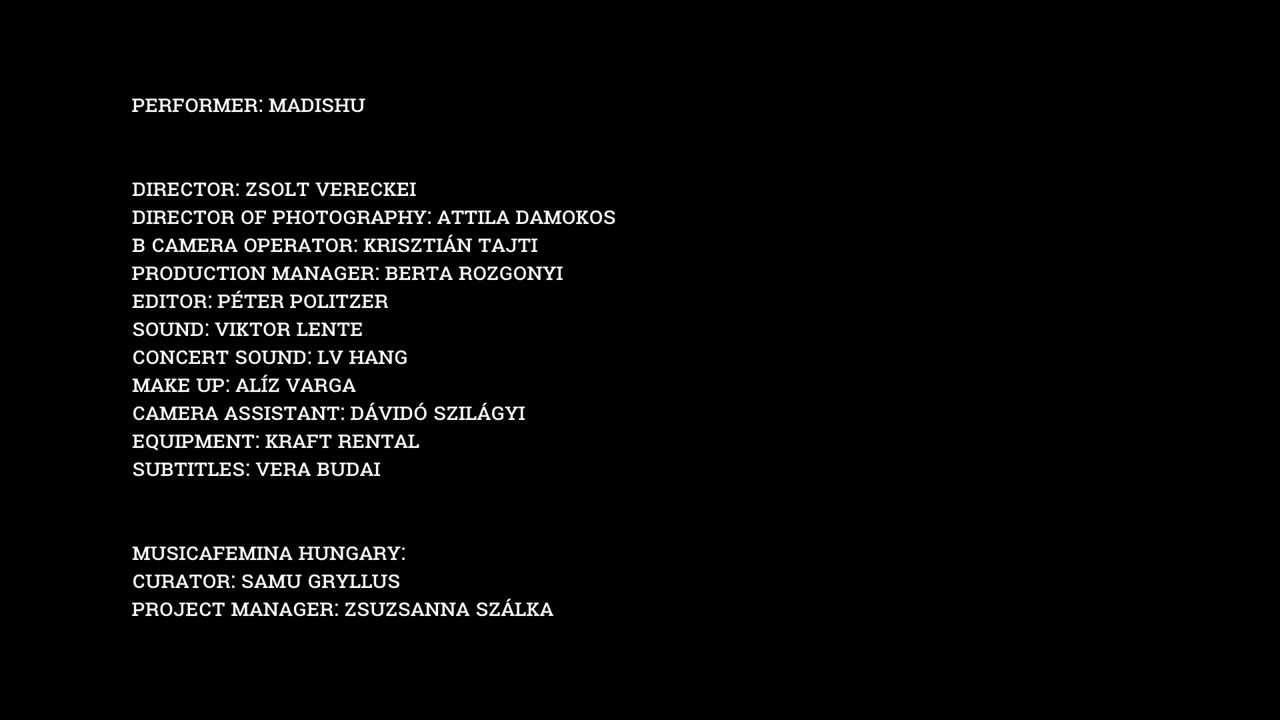 PERFORMER: MADISHU
DIRECTOR: ZSOLT VERECKEI
DIRECTOR OF PHOTOGRAPHY: ATTILA DAMOKOS
B CAMERA OPERATOR: KRISZTIÁN TAJTI
PRODUCTION MANAGER: BERTA ROZGONYI
EDITOR: PÉTER POLITZER
SOUND: VIKTOR LENTE
CONCERT SOUND: LV HANG
MAKE UP: ALÍZ VARGA
CAMERA ASSISTANT: DÁVIDÓ SZILÁGYI
EQUIPMENT: KRAFT RENTAL
SUBTITLES: VERA BUDAI
MUSICAFEMINA HUNGARY:
CURATOR: SAMU GRYLLUS
PROJECT MANAGER: ZSUZSANNA SZÁLKA